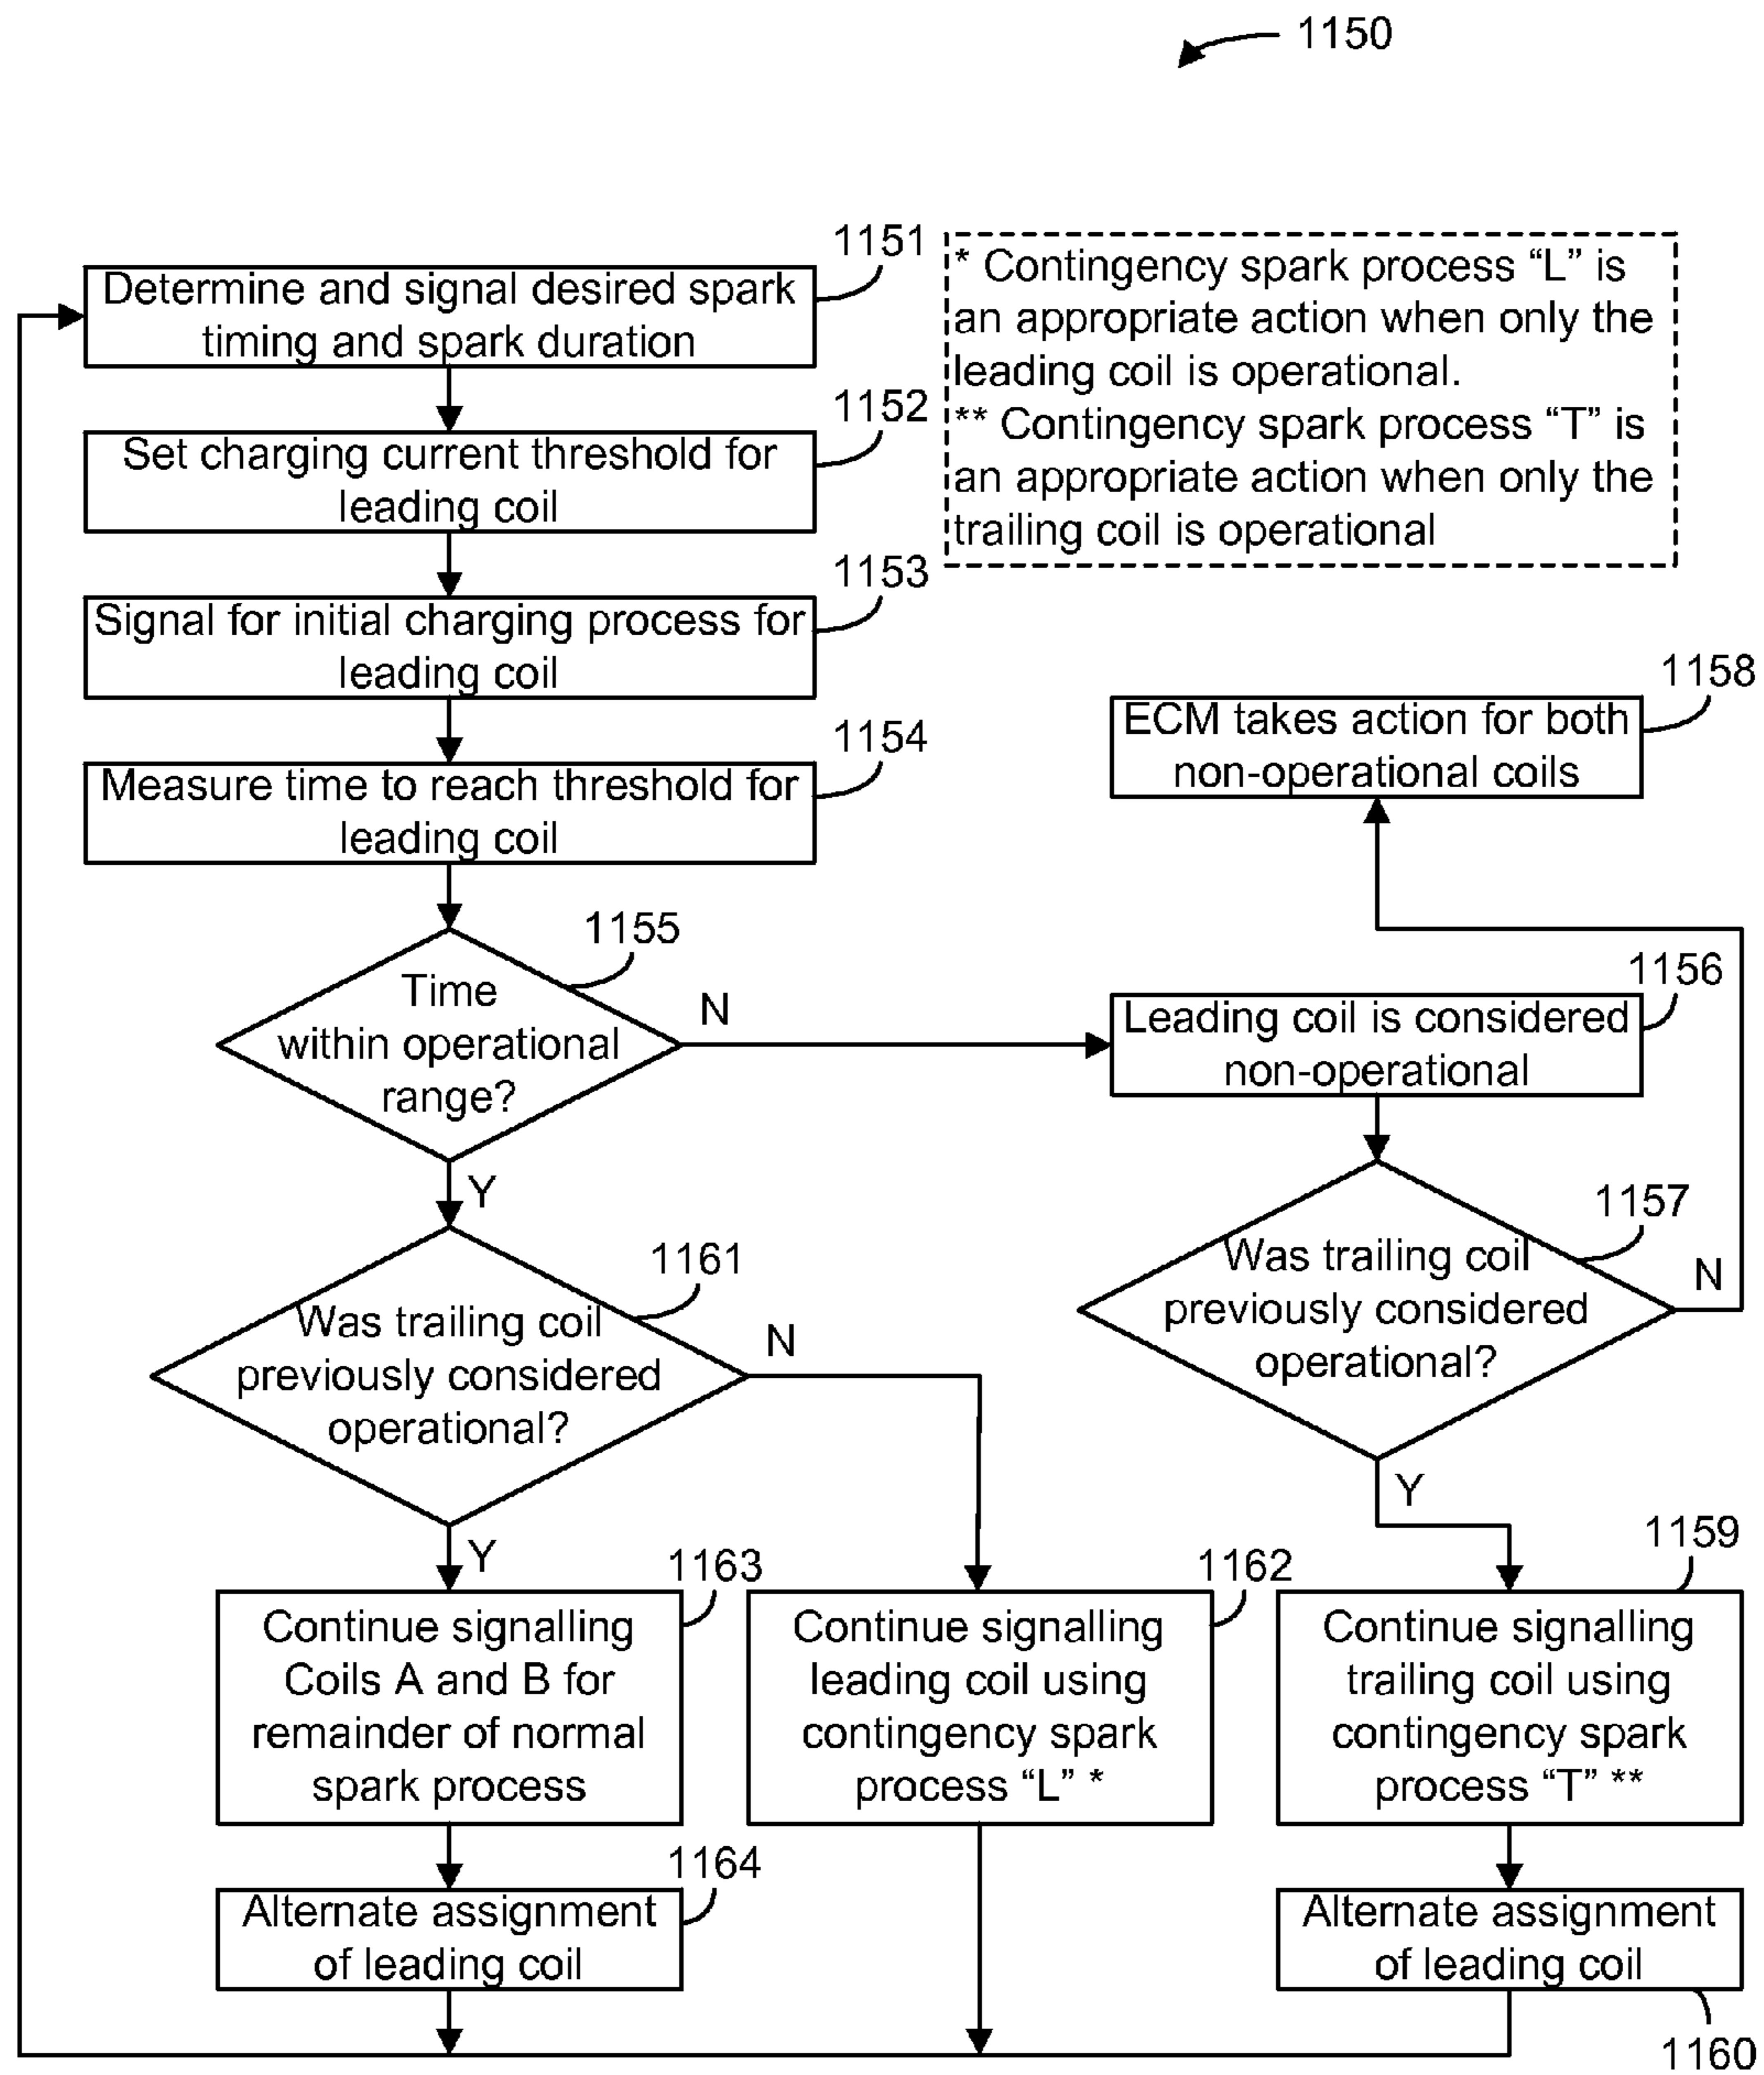 1150
1151
Determine and signal desired spark
timing and spark duration
* Contingency spark process “L” is
an appropriate action when only the
leading coil is operational.
** Contingency spark process “T” is
an appropriate action when only the
trailing coil is operational
1152
Set charging current threshold for
leading coil
1153
Signal for initial charging process for
leading coil
1154
Measure time to reach threshold for
leading coil
1155
Time
within operational
range?
N
Y
1158
ECM takes action for both
non-operational coils
1156
Leading coil is considered
non-operational
1157
Was trailing coil
previously considered
operational?
N
Y
1161
Was trailing coil
previously considered
operational?
N
Y
1163
Continue signalling
Coils A and B for
remainder of normal
spark process
1162
Continue signalling
leading coil using
contingency spark
process “L” *
1159
Continue signalling
trailing coil using
contingency spark
process “T” **
1164
Alternate assignment
of leading coil
Alternate assignment
of leading coil
1160